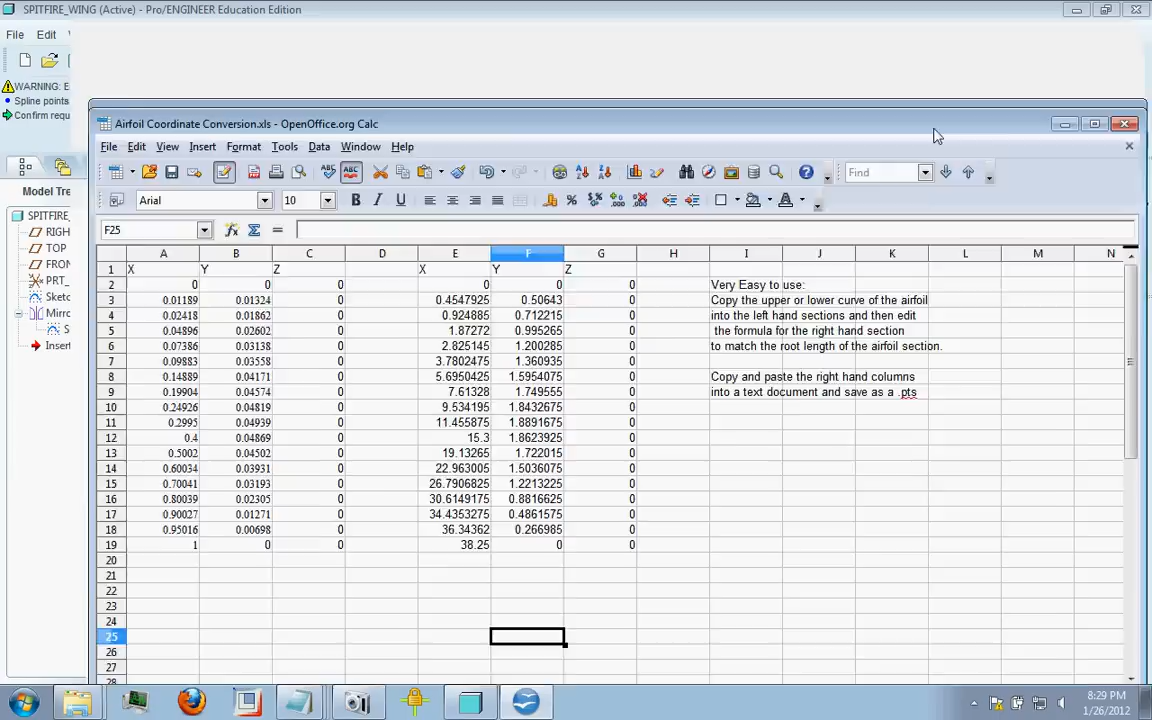 SPITFIRE_WING (Active) - Pro/ENGINEER Education Edition
File Edit
WARNING: E
Spline points
Confirm requ
Model Tre
SPITFIRE_
RIGH
TOP
FRON
PRT_
Sketc
Mirro
S
Insert
Airfoil Coordinate Conversion.xls - OpenOffice.org Calc
File Edit View Insert Format Tools Data Window Help
Find
Arial 10
F25
A B C D E F G H I J K L M N
1 X Y Z X Y Z
2 0 0 0 0 0 0 Very Easy to use:
3 0.01189 0.01324 0 0.4547925 0.50643 0 Copy the upper or lower curve of the airfoil
4 0.02418 0.01862 0 0.924885 0.712215 0 into the left hand sections and then edit
5 0.04896 0.02602 0 1.87272 0.995265 0 the formula for the right hand section
6 0.07386 0.03138 0 2.825145 1.200285 0 to match the root length of the airfoil section.
7 0.09883 0.03558 0 3.7802475 1.360935 0
8 0.14889 0.04171 0 5.6950425 1.5954075 0 Copy and paste the right hand columns
9 0.19904 0.04574 0 7.61328 1.749555 0 into a text document and save as a .pts
10 0.24926 0.04819 0 9.534195 1.8432675 0
11 0.2995 0.04939 0 11.455875 1.8891675 0
12 0.4 0.04869 0 15.3 1.8623925 0
13 0.5002 0.04502 0 19.13265 1.722015 0
14 0.60034 0.03931 0 22.963005 1.5036075 0
15 0.70041 0.03193 0 26.7906825 1.2213225 0
16 0.80039 0.02305 0 30.6149175 0.8816625 0
17 0.90027 0.01271 0 34.4353275 0.4861575 0
18 0.95016 0.00698 0 36.34362 0.266985 0
19 1 0 0 38.25 0 0
20
21
22
23
24
25
26
27
28
8:29 PM
1/26/2012